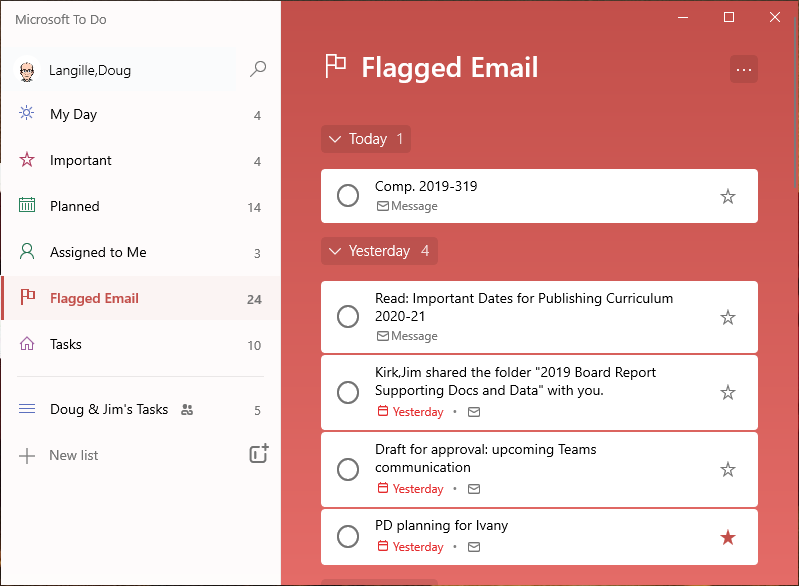 Microsoft To Do
Langille,Doug
My Day 4
Important 4
Planned 14
Assigned to Me 3
Flagged Email 24
Tasks 10
Doug & Jim's Tasks 5
New list
Flagged Email
Today 1
Comp. 2019-319
Message
Yesterday 4
Read: Important Dates for Publishing Curriculum
2020-21
Message
Kirk,Jim shared the folder "2019 Board Report
Supporting Docs and Data" with you.
Yesterday •
Draft for approval: upcoming Teams
communication
Yesterday •
PD planning for Ivany
Yesterday •